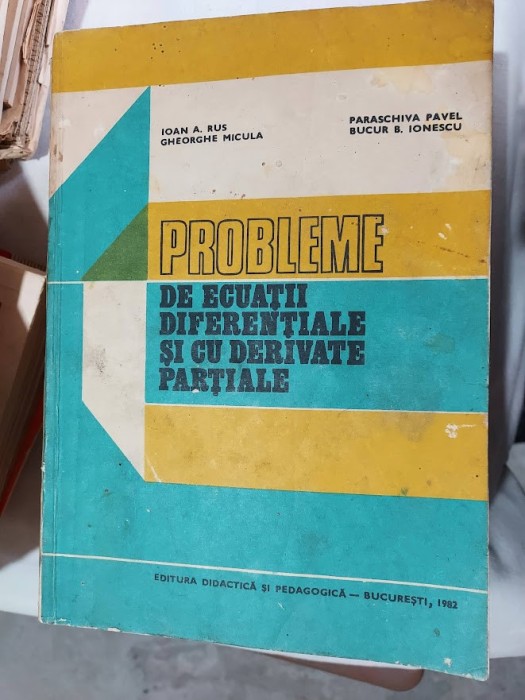 IOAN A. RUS
GHEORGHE MICULA
PARASCHIVA PAVEL
BUCUR B. IONESCU
PROBLEME
DE ECUAȚII
DIFERENȚIALE
ȘI CU DERIVATE
PARȚIALE
EDITURA DIDACTICĂ ȘI PEDAGOGICĂ — BUCUREȘTI, 1982